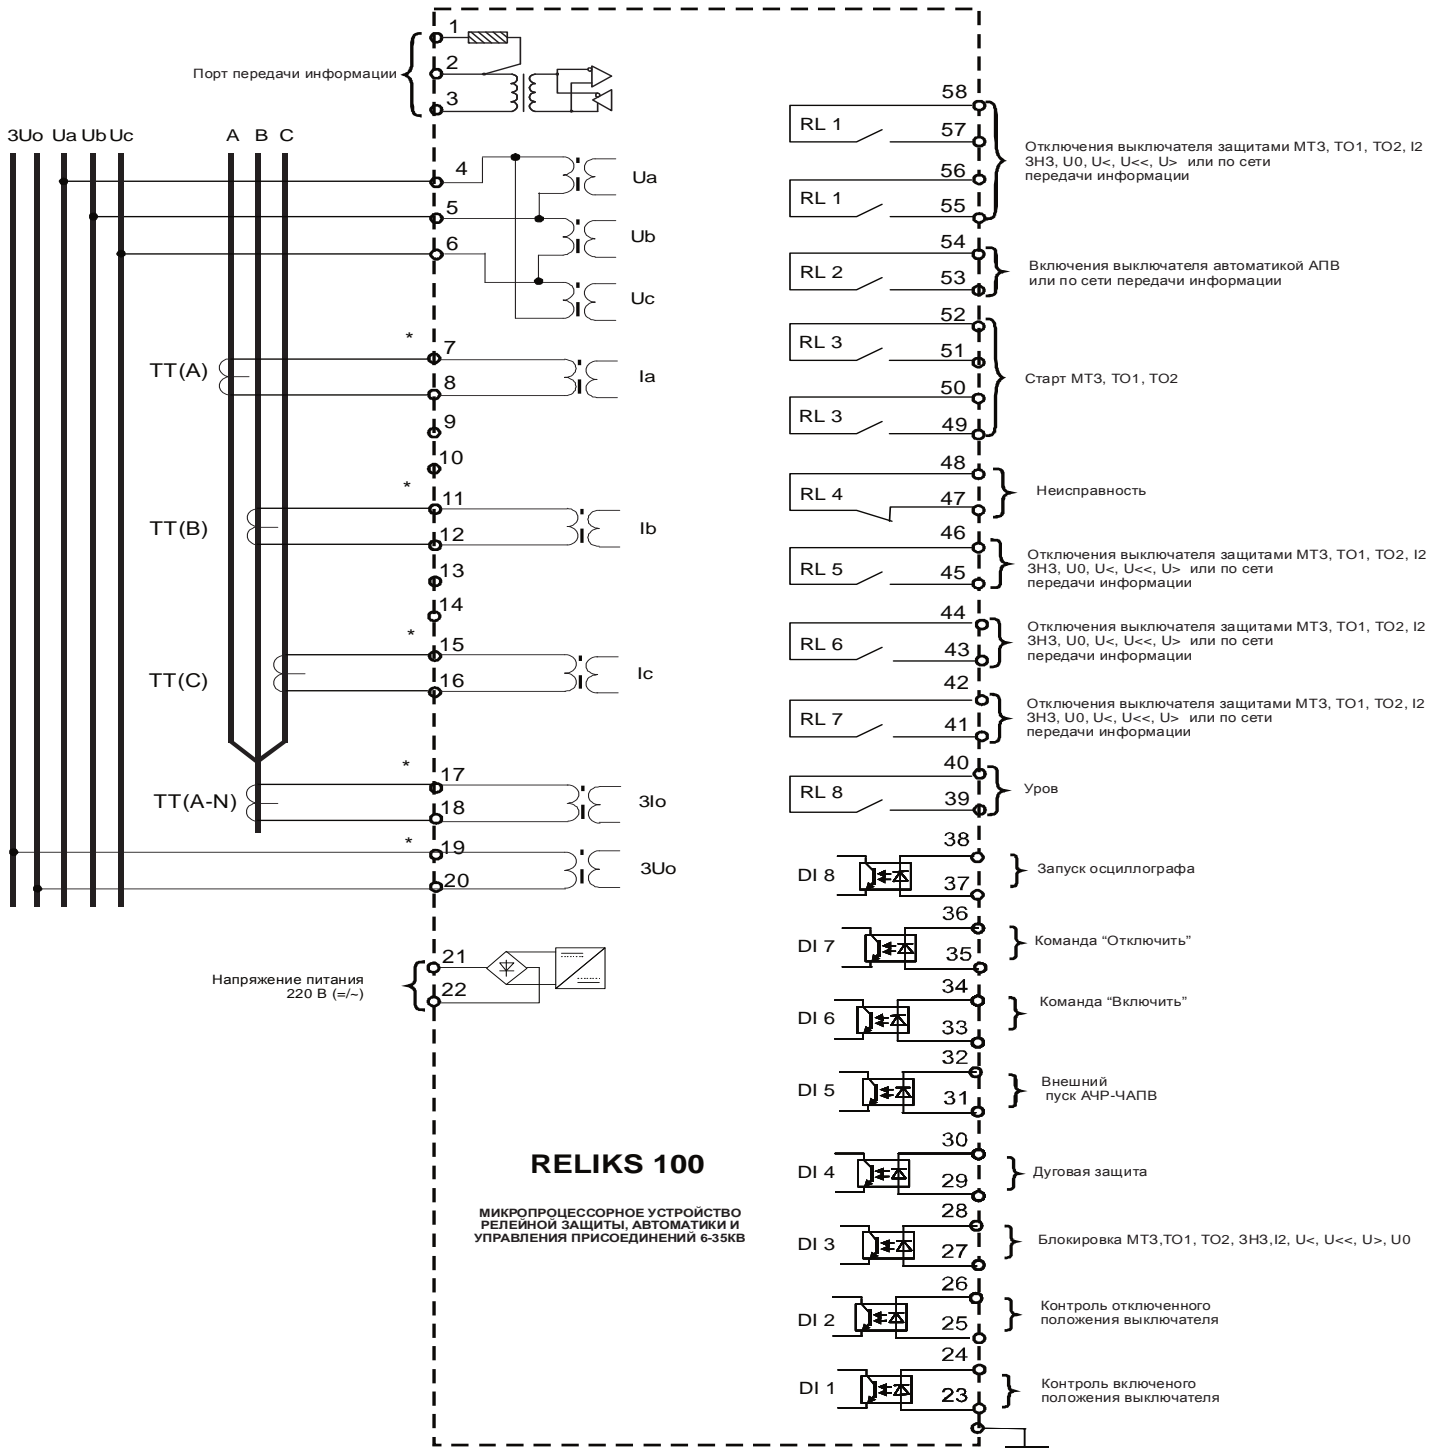 1
Порт передачи информации
2
3
3Uo Ua Ub Uc
A B C
4
Ua
5
Ub
6
Uc
*
7
TT(A)
8
Ia
9
10
*
11
TT(B)
12
Ib
13
14
*
15
TT(C)
16
Ic
*
17
TT(A-N)
18
3Io
*
19
20
3Uo
21
Напряжение питания
220 В (=/~)
22
RELIKS 100
МИКРОПРОЦЕССОРНОЕ УСТРОЙСТВО
РЕЛЕЙНОЙ ЗАЩИТЫ, АВТОМАТИКИ И
УПРАВЛЕНИЯ ПРИСОЕДИНЕНИЙ 6-35КВ
58
RL 1
57
56
RL 1
55
Отключения выключателя защитами МТЗ, ТО1, ТО2, I2
ЗНЗ, U0, U<, U<<, U> или по сети
передачи информации
54
RL 2
53
Включения выключателя автоматикой АПВ
или по сети передачи информации
52
RL 3
51
50
RL 3
49
Старт МТЗ, ТО1, ТО2
48
RL 4
47
Неисправность
46
RL 5
45
Отключения выключателя защитами МТЗ, ТО1, ТО2, I2
ЗНЗ, U0, U<, U<<, U> или по сети
передачи информации
44
RL 6
43
Отключения выключателя защитами МТЗ, ТО1, ТО2, I2
ЗНЗ, U0, U<, U<<, U> или по сети
передачи информации
42
RL 7
41
Отключения выключателя защитами МТЗ, ТО1, ТО2, I2
ЗНЗ, U0, U<, U<<, U> или по сети
передачи информации
40
RL 8
39
Уров
38
DI 8
37
Запуск осциллографа
36
DI 7
35
Команда “Отключить”
34
DI 6
33
Команда “Включить”
32
DI 5
31
Внешний
пуск АЧР-ЧАПВ
30
DI 4
29
Дуговая защита
28
DI 3
27
Блокировка МТЗ,ТО1, ТО2, ЗНЗ,I2, U<, U<<, U>, U0
26
DI 2
25
Контроль отключенного
положения выключателя
24
DI 1
23
Контроль включеного
положения выключателя